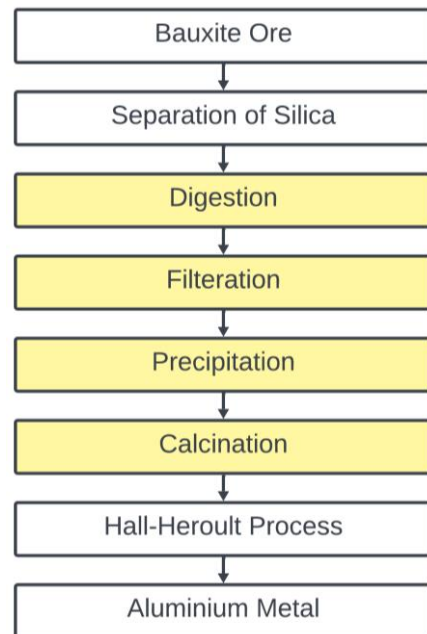 Bauxite Ore
Separation of Silica
Digestion
Filteration
Precipitation
Calcination
Hall-Heroult Process
Aluminium Metal